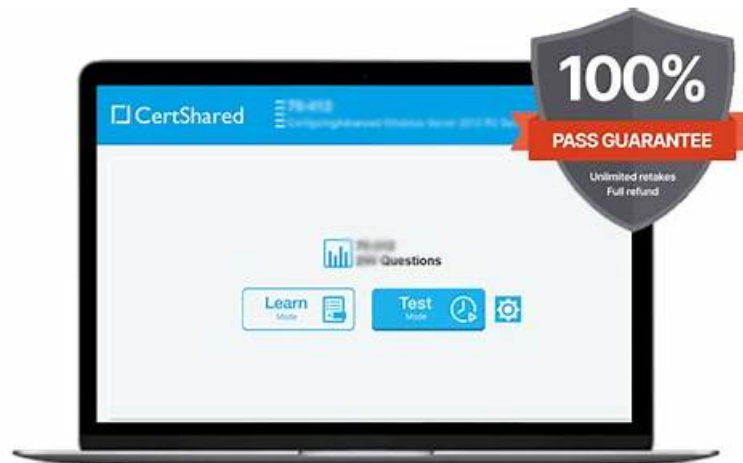 CertShared
100%
PASS GUARANTEE
Unlimited retakes
Full refund
Questions
Learn
Mode
Test
Mode